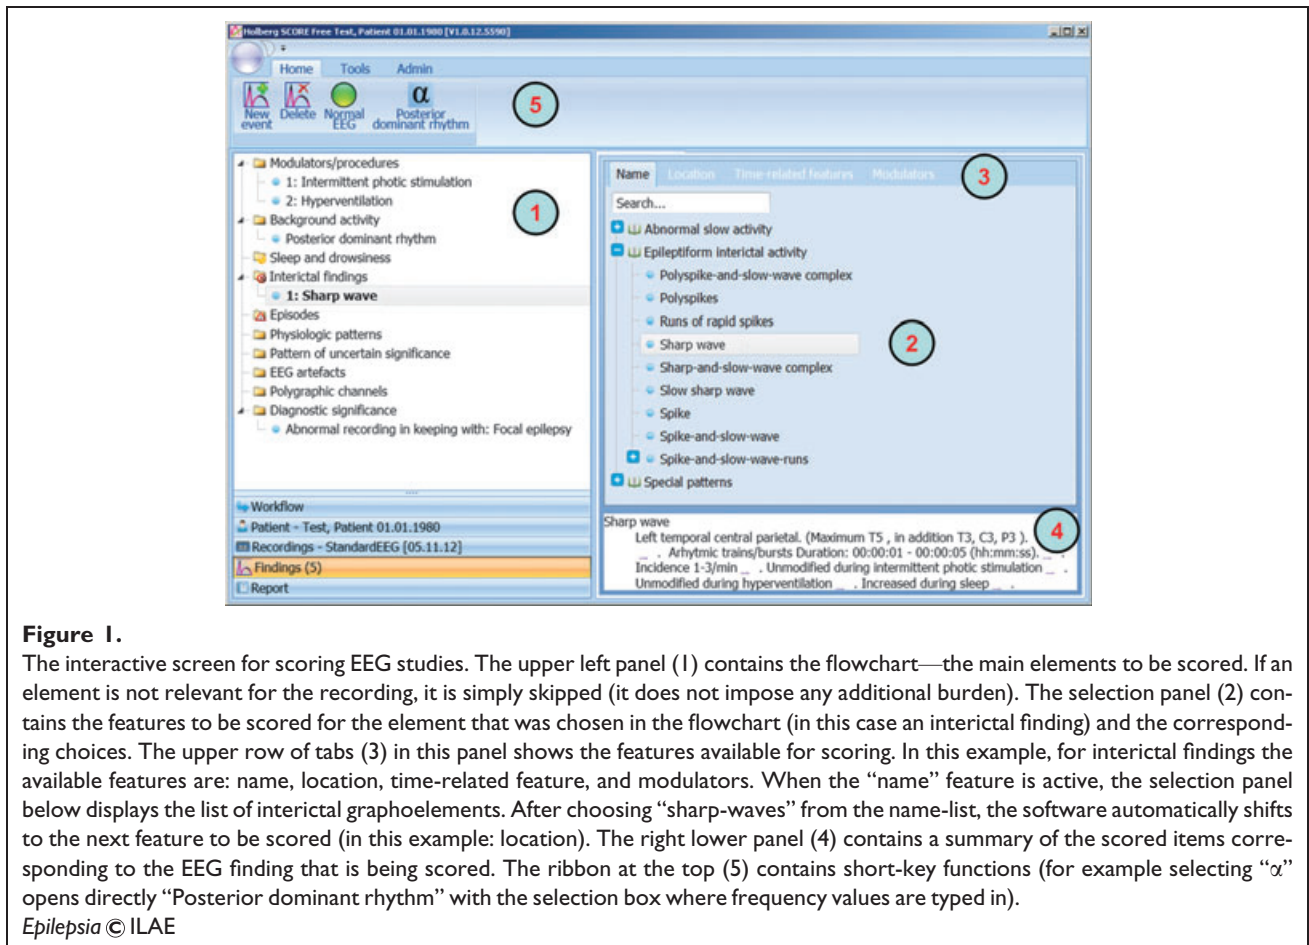 Holberg SCORE Free Test, Patient 01.01.1980 [V1.0.12.5590]
Home Tools Admin
New event Delete Normal EEG α Posterior dominant rhythm
5
Modulators/procedures
1: Intermittent photic stimulation
2: Hyperventilation
Background activity
Posterior dominant rhythm
Sleep and drowsiness
Interictal findings
1: Sharp wave
Episodes
Physiologic patterns
Pattern of uncertain significance
EEG artefacts
Polygraphic channels
Diagnostic significance
Abnormal recording in keeping with: Focal epilepsy
1
Workflow
Patient - Test, Patient 01.01.1980
Recordings - StandardEEG [05.11.12]
Findings (5)
Report
Name Location Time-related features Modulators
3
Search...
Abnormal slow activity
Epileptiform interictal activity
Polyspike-and-slow-wave complex
Polyspikes
Runs of rapid spikes
Sharp wave
Sharp-and-slow-wave complex
Slow sharp wave
Spike
Spike-and-slow-wave
Spike-and-slow-wave-runs
Special patterns
2
Sharp wave
Left temporal central parietal. (Maximum T5 , in addition T3, C3, P3 ).
_ . Arhytmic trains/bursts Duration: 00:00:01 - 00:00:05 (hh:mm:ss). _ .
Incidence 1-3/min _ . Unmodified during intermittent photic stimulation _ .
Unmodified during hyperventilation _ . Increased during sleep _ .
4
Figure 1.
The interactive screen for scoring EEG studies. The upper left panel (1) contains the flowchart—the main elements to be scored. If an
element is not relevant for the recording, it is simply skipped (it does not impose any additional burden). The selection panel (2) con-
tains the features to be scored for the element that was chosen in the flowchart (in this case an interictal finding) and the correspond-
ing choices. The upper row of tabs (3) in this panel shows the features available for scoring. In this example, for interictal findings the
available features are: name, location, time-related feature, and modulators. When the “name” feature is active, the selection panel
below displays the list of interictal graphoelements. After choosing “sharp-waves” from the name-list, the software automatically shifts
to the next feature to be scored (in this example: location). The right lower panel (4) contains a summary of the scored items corre-
sponding to the EEG finding that is being scored. The ribbon at the top (5) contains short-key functions (for example selecting “α”
opens directly “Posterior dominant rhythm” with the selection box where frequency values are typed in).
Epilepsia © ILAE